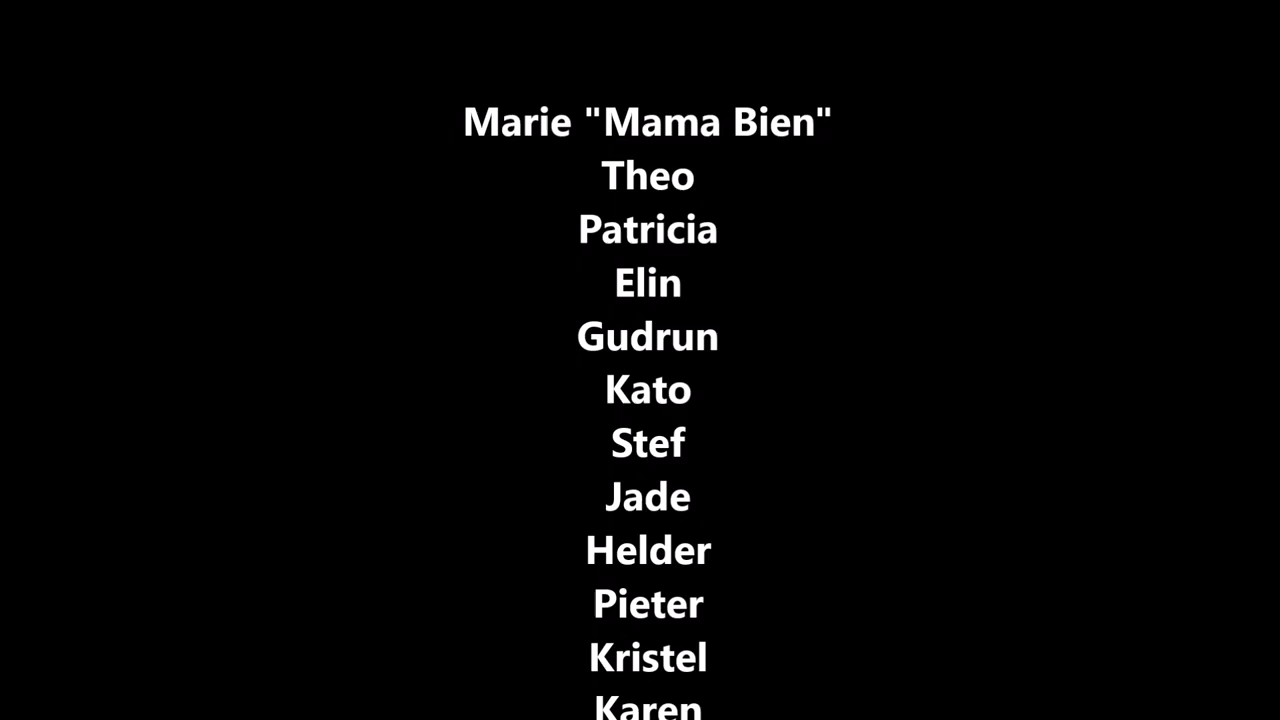 Marie "Mama Bien"
Theo
Patricia
Elin
Gudrun
Kato
Stef
Jade
Helder
Pieter
Kristel
Karen